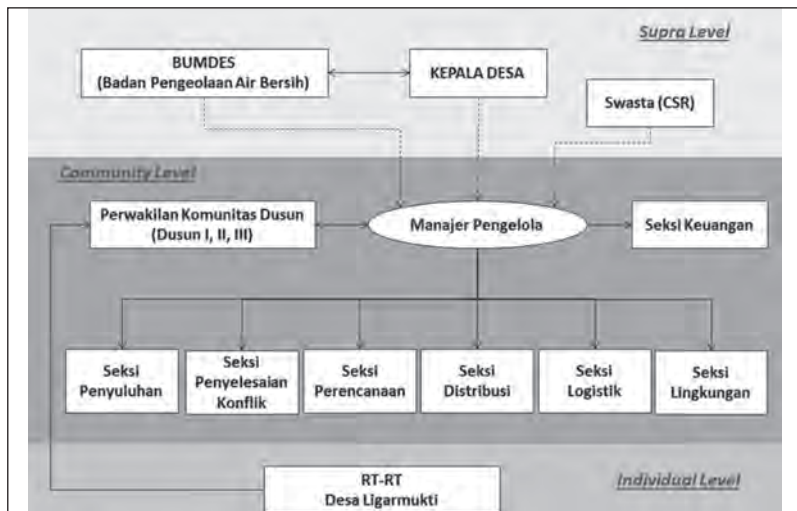 Supra Level
BUMDES
(Badan Pengeolaan Air Bersih)
KEPALA DESA
Swasta (CSR)
Community Level
Perwakilan Komunitas Dusun
(Dusun I, II, III)
Manajer Pengelola
Seksi Keuangan
Seksi
Penyuluhan
Seksi
Penyelesaian
Konflik
Seksi
Perencanaan
Seksi
Distribusi
Seksi
Logistik
Seksi
Lingkungan
RT-RT
Desa Ligarmukti
Individual Level